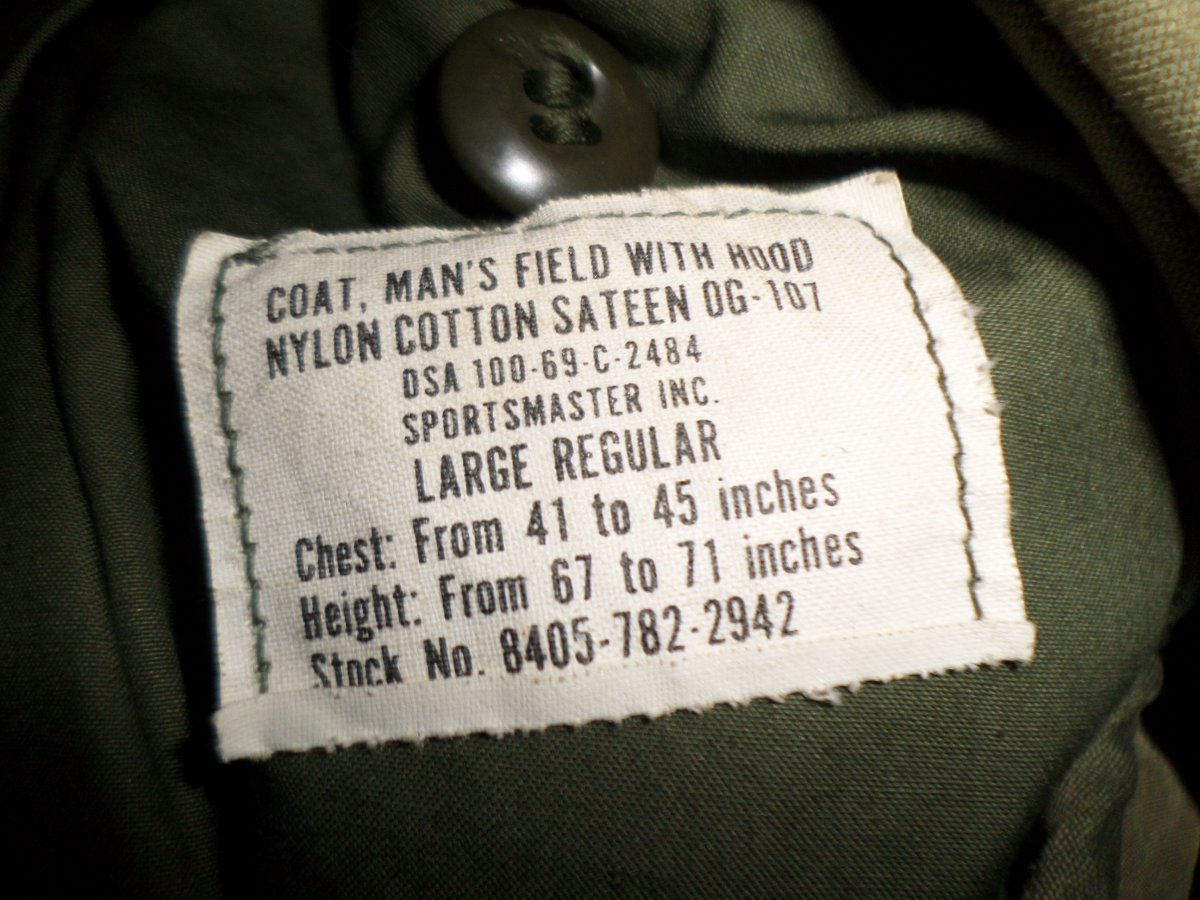 COAT, MAN'S FIELD WITH HOOD
NYLON COTTON SATEEN OG-107
DSA 100-69-C-2484
SPORTSMASTER INC.
LARGE REGULAR
Chest: From 41 to 45 inches
Height: From 67 to 71 inches
Stock No. 8405-782-2942